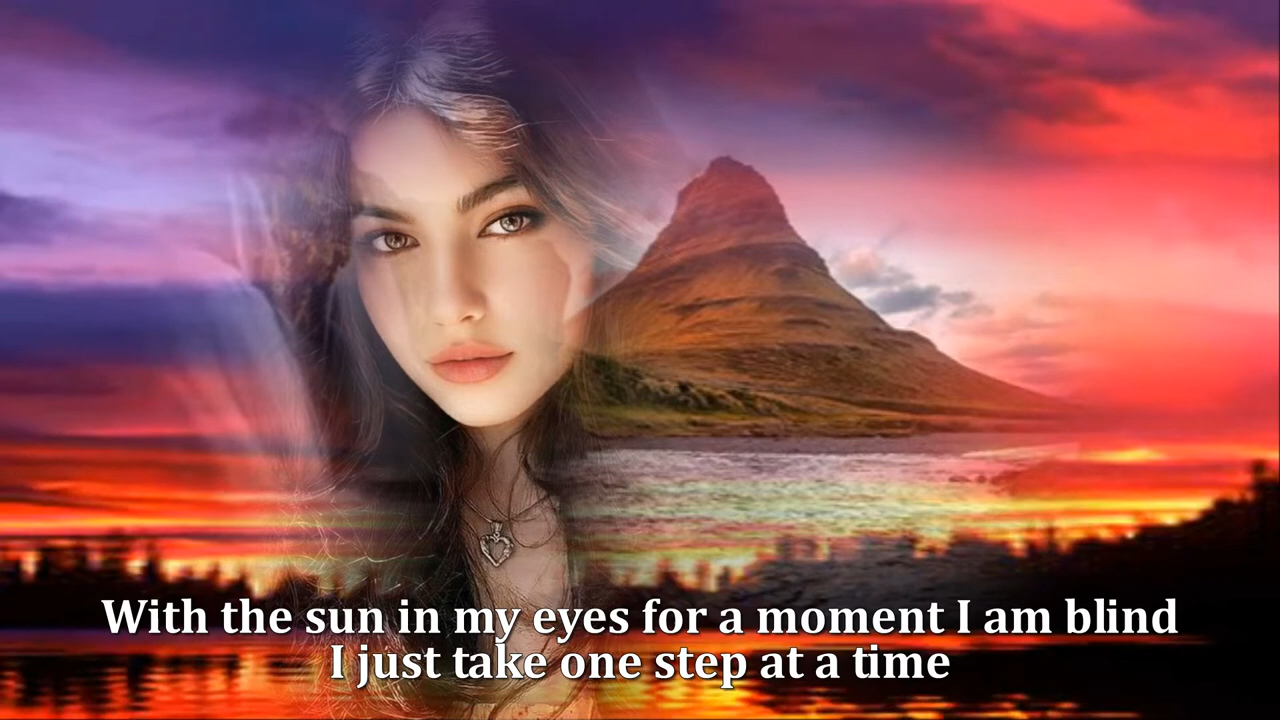 With the sun in my eyes for a moment I am blind
I just take one step at a time